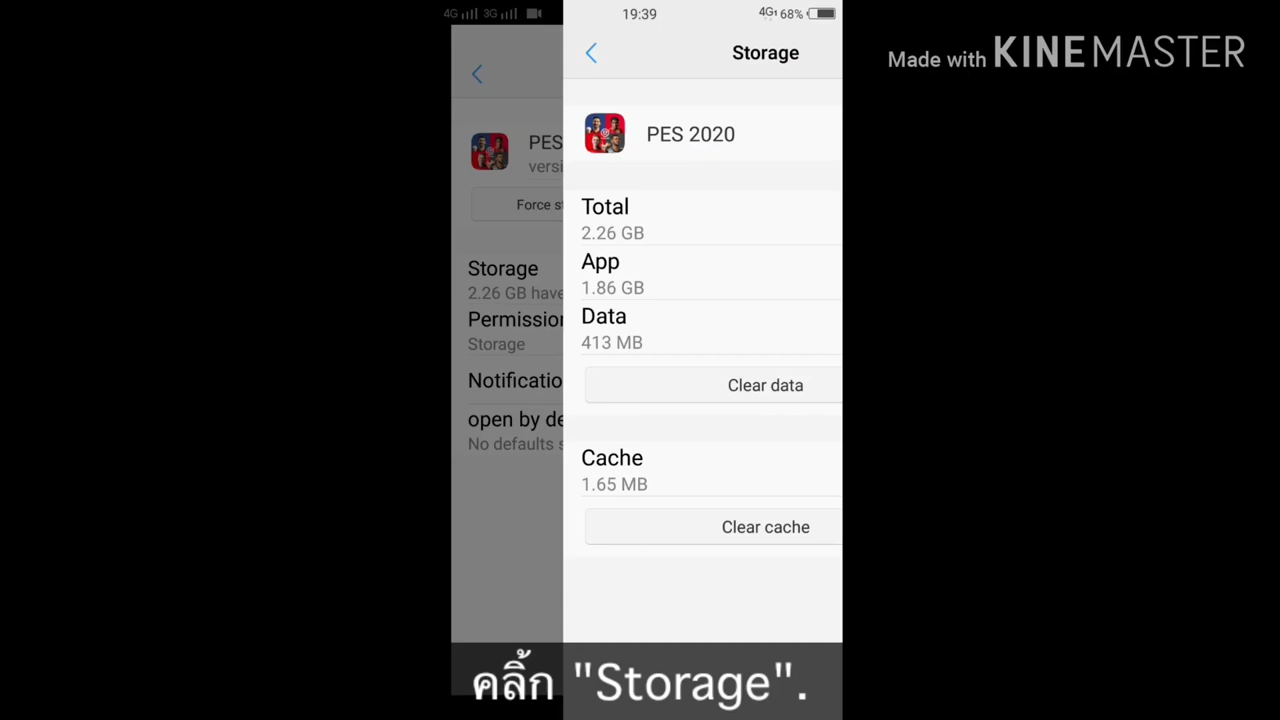 4G 3G
19:39 4G 68%
Made with KINEMASTER
Storage
PES
versi
Force st
Storage
2.26 GB have
Permission
Storage
Notificatio
open by de
No defaults s
PES 2020
Total
2.26 GB
App
1.86 GB
Data
413 MB
Clear data
Cache
1.65 MB
Clear cache
คลิ้ก "Storage".